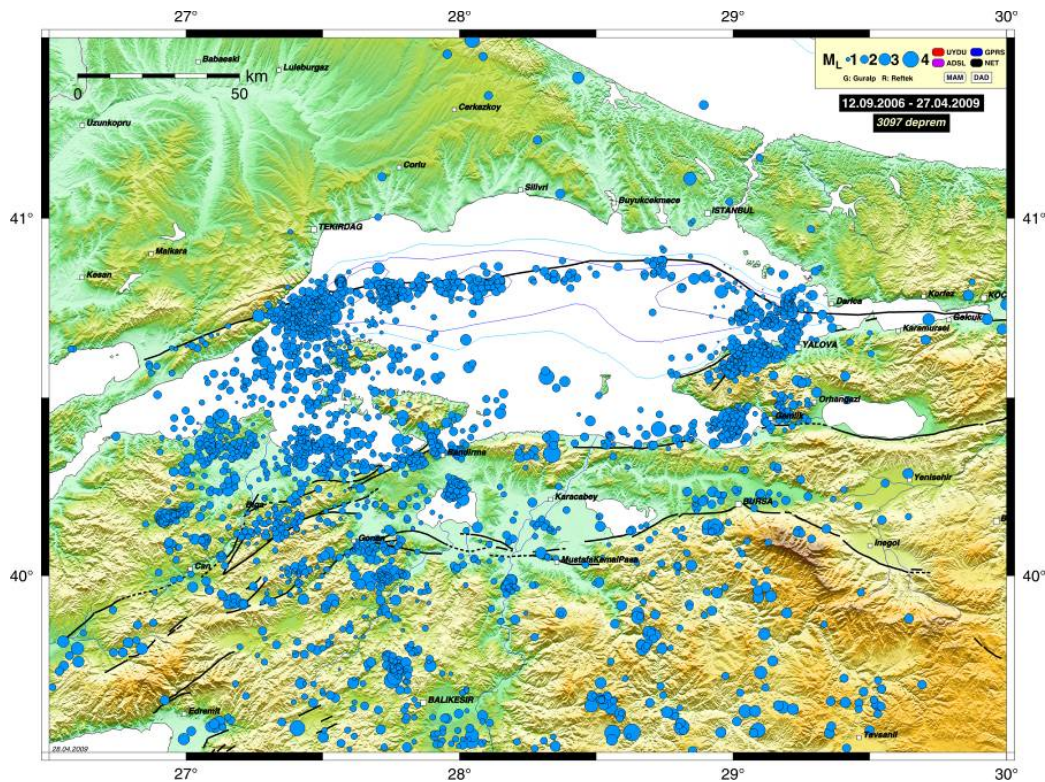 27° 28° 29° 30°
Babaeski
Luleburgaz
km
0 50
M_L 1 2 3 4 UYDU GPRS
ADSL NET
G: Guralp R: Reftek MAM DAD
12.09.2006 - 27.04.2009
3097 deprem
Uzunkopru
Cerkezkoy
Corlu
Silivri
Buyukcekmece
ISTANBUL
41° 41°
TEKIRDAG
Malkara
Kesan
Darica
Korfez
KOC
Golcuk
Karamursel
YALOVA
Orhangazi
Gemlik
Bandirma
Yenisehir
Karacabey
BURSA
Biga
B
Inegol
Gonen
MustafaKemalPasa
Can
40° 40°
BALIKESIR
Edremit
Tavsanli
28.04.2009
27° 28° 29° 30°